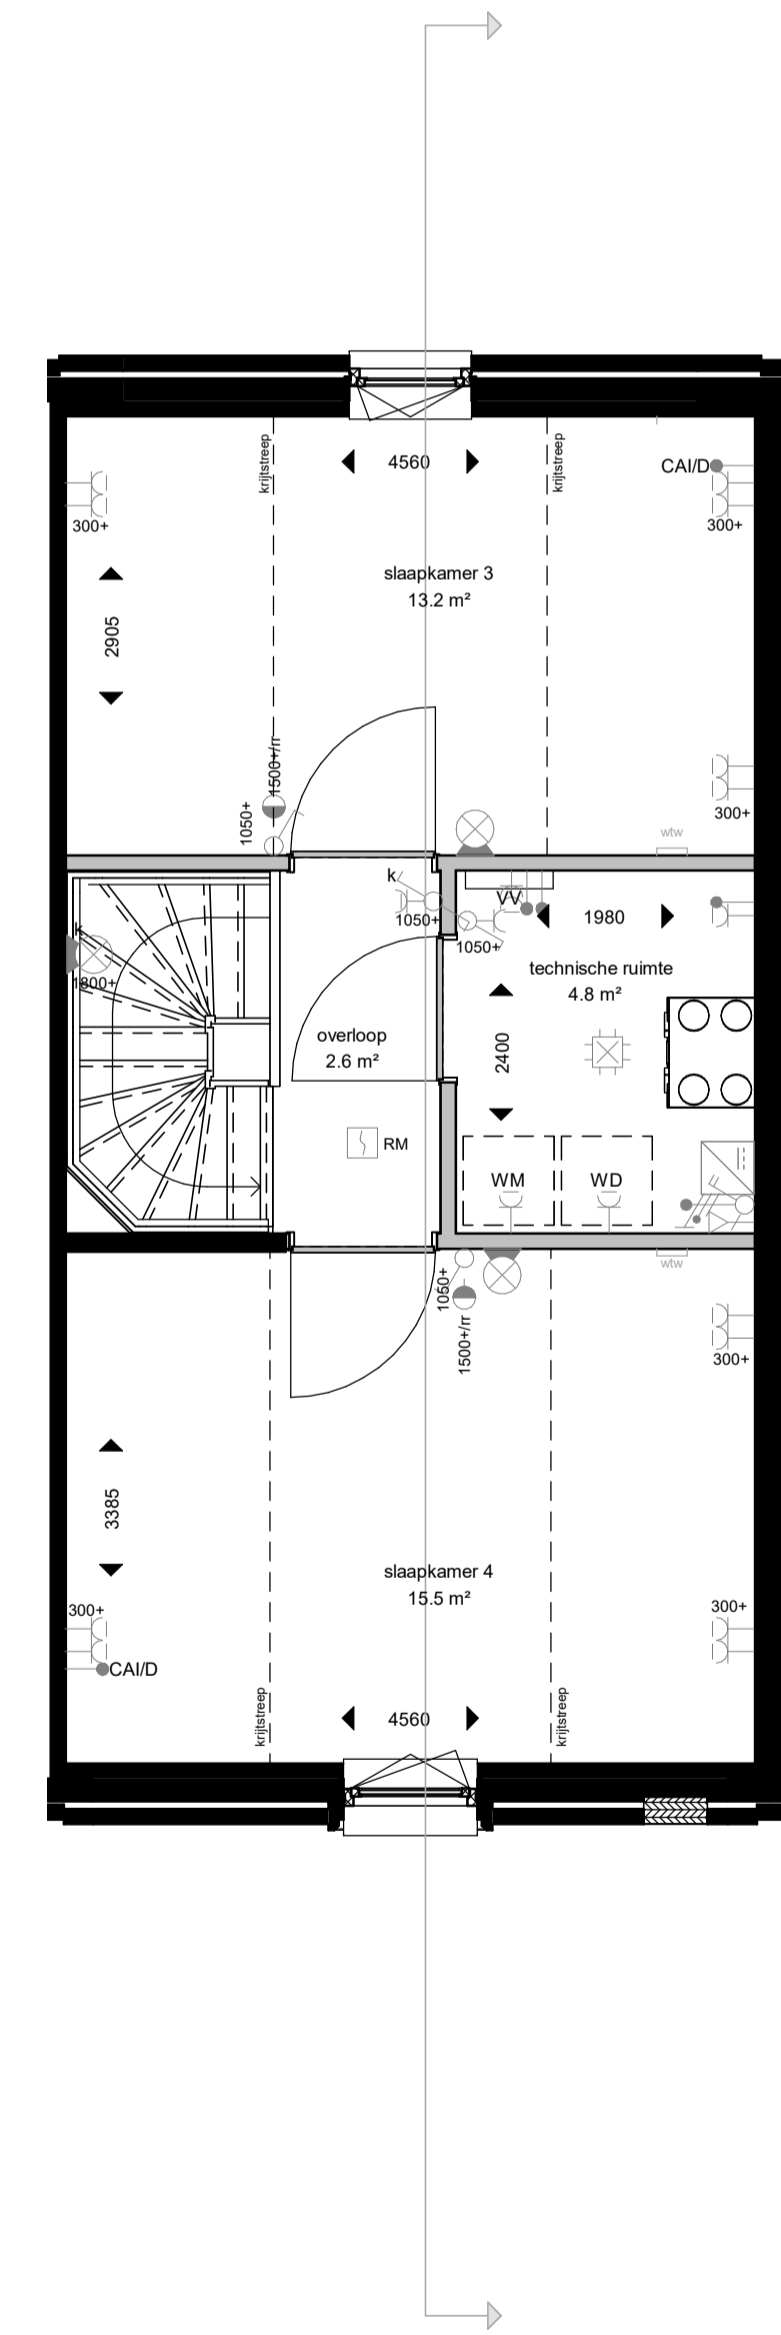 krijtstreep
4560
krijtstreep
CAI/D
300+
300+
slaapkamer 3
13.2 m²
2905
1500+/rr
1050+
300+
wtw
k
1050+
VV
1050+
1980
k
1800+
technische ruimte
4.8 m²
overloop
2.6 m²
2400
RM
WM
WD
wtw
1050+
1500+/rr
300+
3385
slaapkamer 4
15.5 m²
300+
300+
CAI/D
krijtstreep
4560
krijtstreep